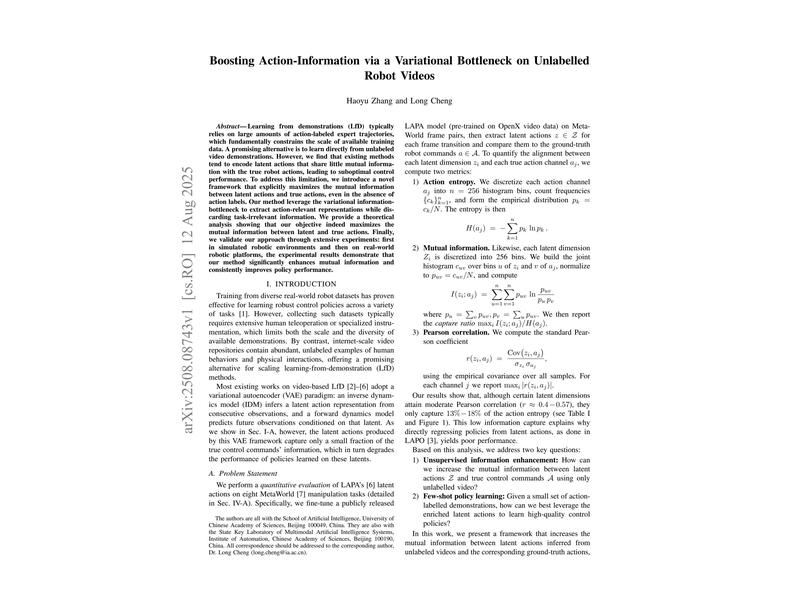 Boosting Action-Information via a Variational Bottleneck on Unlabelled
Robot Videos
Haoyu Zhang and Long Cheng
arXiv:2508.08743v1 [cs.RO] 12 Aug 2025
Abstract—Learning from demonstrations (LfD) typically
relies on large amounts of action-labeled expert trajectories,
which fundamentally constrains the scale of available training
data. A promising alternative is to learn directly from unlabeled
video demonstrations. However, we find that existing methods
tend to encode latent actions that share little mutual information
with the true robot actions, leading to suboptimal control
performance. To address this limitation, we introduce a novel
framework that explicitly maximizes the mutual information
between latent actions and true actions, even in the absence of
action labels. Our method leverage the variational information-
bottleneck to extract action-relevant representations while dis-
carding task-irrelevant information. We provide a theoretical
analysis showing that our objective indeed maximizes the
mutual information between latent and true actions. Finally,
we validate our approach through extensive experiments: first
in simulated robotic environments and then on real-world
robotic platforms, the experimental results demonstrate that
our method significantly enhances mutual information and
consistently improves policy performance.
I. INTRODUCTION
Training from diverse real-world robot datasets has proven
effective for learning robust control policies across a variety
of tasks [1]. However, collecting such datasets typically
requires extensive human teleoperation or specialized instru-
mentation, which limits both the scale and the diversity of
available demonstrations. By contrast, internet-scale video
repositories contain abundant, unlabeled examples of human
behaviors and physical interactions, offering a promising
alternative for scaling learning-from-demonstration (LfD)
methods.
Most existing works on video-based LfD [2]–[6] adopt a
variational autoencoder (VAE) paradigm: an inverse dynam-
ics model (IDM) infers a latent action representation from
consecutive observations, and a forward dynamics model
predicts future observations conditioned on that latent. As
we show in Sec. I-A, however, the latent actions produced
by this VAE framework capture only a small fraction of the
true control commands' information, which in turn degrades
the performance of policies learned on these latents.
A. Problem Statement
We perform a quantitative evaluation of LAPA's [6] latent
actions on eight MetaWorld [7] manipulation tasks (detailed
in Sec. IV-A). Specifically, we fine-tune a publicly released
The authors are all with the School of Artificial Intelligence, University of
Chinese Academy of Sciences, Beijing 100049, China. They are also with
the State Key Laboratory of Multimodal Artificial Intelligence Systems,
Institute of Automation, Chinese Academy of Sciences, Beijing 100190,
China. All correspondence should be addressed to the corresponding author,
Dr. Long Cheng (long.cheng@ia.ac.cn).
LAPA model (pre-trained on OpenX video data) on Meta-
World frame pairs, then extract latent actions z ∈ Z for
each frame transition and compare them to the ground-truth
robot commands a ∈ A. To quantify the alignment between
each latent dimension z_i and each true action channel a_j, we
compute two metrics:
1) Action entropy. We discretize each action channel
a_j into n = 256 histogram bins, count frequencies
{c_k}^n_{k=1}, and form the empirical distribution p_k =
c_k/N. The entropy is then
H(a_j) = −∑^n_{k=1} p_k ln p_k .
2) Mutual information. Likewise, each latent dimension
Z_i is discretized into 256 bins. We build the joint
histogram c_{uv} over bins u of z_i and v of a_j, normalize
to p_{uv} = c_{uv}/N, and compute
I(z_i; a_j) = ∑^n_{u=1} ∑^n_{v=1} p_{uv} ln p_{uv}/(p_u p_v)
where p_u = ∑_v p_{uv}, p_v = ∑_u p_{uv}. We then report
the capture ratio max_i I(z_i; a_j)/H(a_j).
3) Pearson correlation. We compute the standard Pear-
son coefficient
r(z_i, a_j) = Cov(z_i, a_j)/(σ_{z_i} σ_{a_j}),
using the empirical covariance over all samples. For
each channel j we report max_i |r(z_i, a_j)|.
Our results show that, although certain latent dimensions
attain moderate Pearson correlation (r ≈ 0.4−0.57), they
only capture 13%−18% of the action entropy (see Table I
and Figure 1). This low information capture explains why
directly regressing policies from latent actions, as done in
LAPO [3], yields poor performance.
Based on this analysis, we address two key questions:
1) Unsupervised information enhancement: How can
we increase the mutual information between latent
actions Z and true control commands A using only
unlabelled video?
2) Few-shot policy learning: Given a small set of action-
labelled demonstrations, how can we best leverage the
enriched latent actions to learn high-quality control
policies?
In this work, we present a framework that increases the
mutual information between latent actions inferred from
unlabeled videos and the corresponding ground-truth actions,